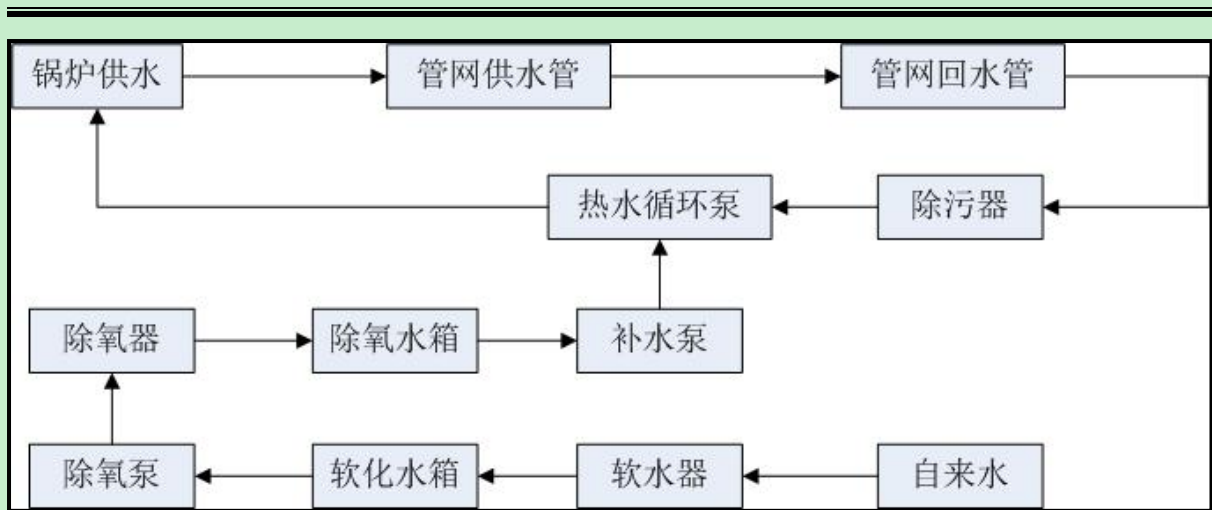 锅炉供水
管网供水管
管网回水管
热水循环泵
除污器
除氧器
除氧水箱
补水泵
除氧泵
软化水箱
软水器
自来水